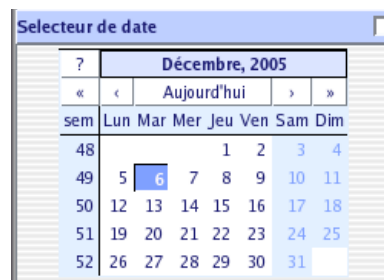 Selecteur de date
? Décembre, 2005
« ‹ Aujourd'hui › »
sem Lun Mar Mer Jeu Ven Sam Dim
48 1 2 3 4
49 5 6 7 8 9 10 11
50 12 13 14 15 16 17 18
51 19 20 21 22 23 24 25
52 26 27 28 29 30 31